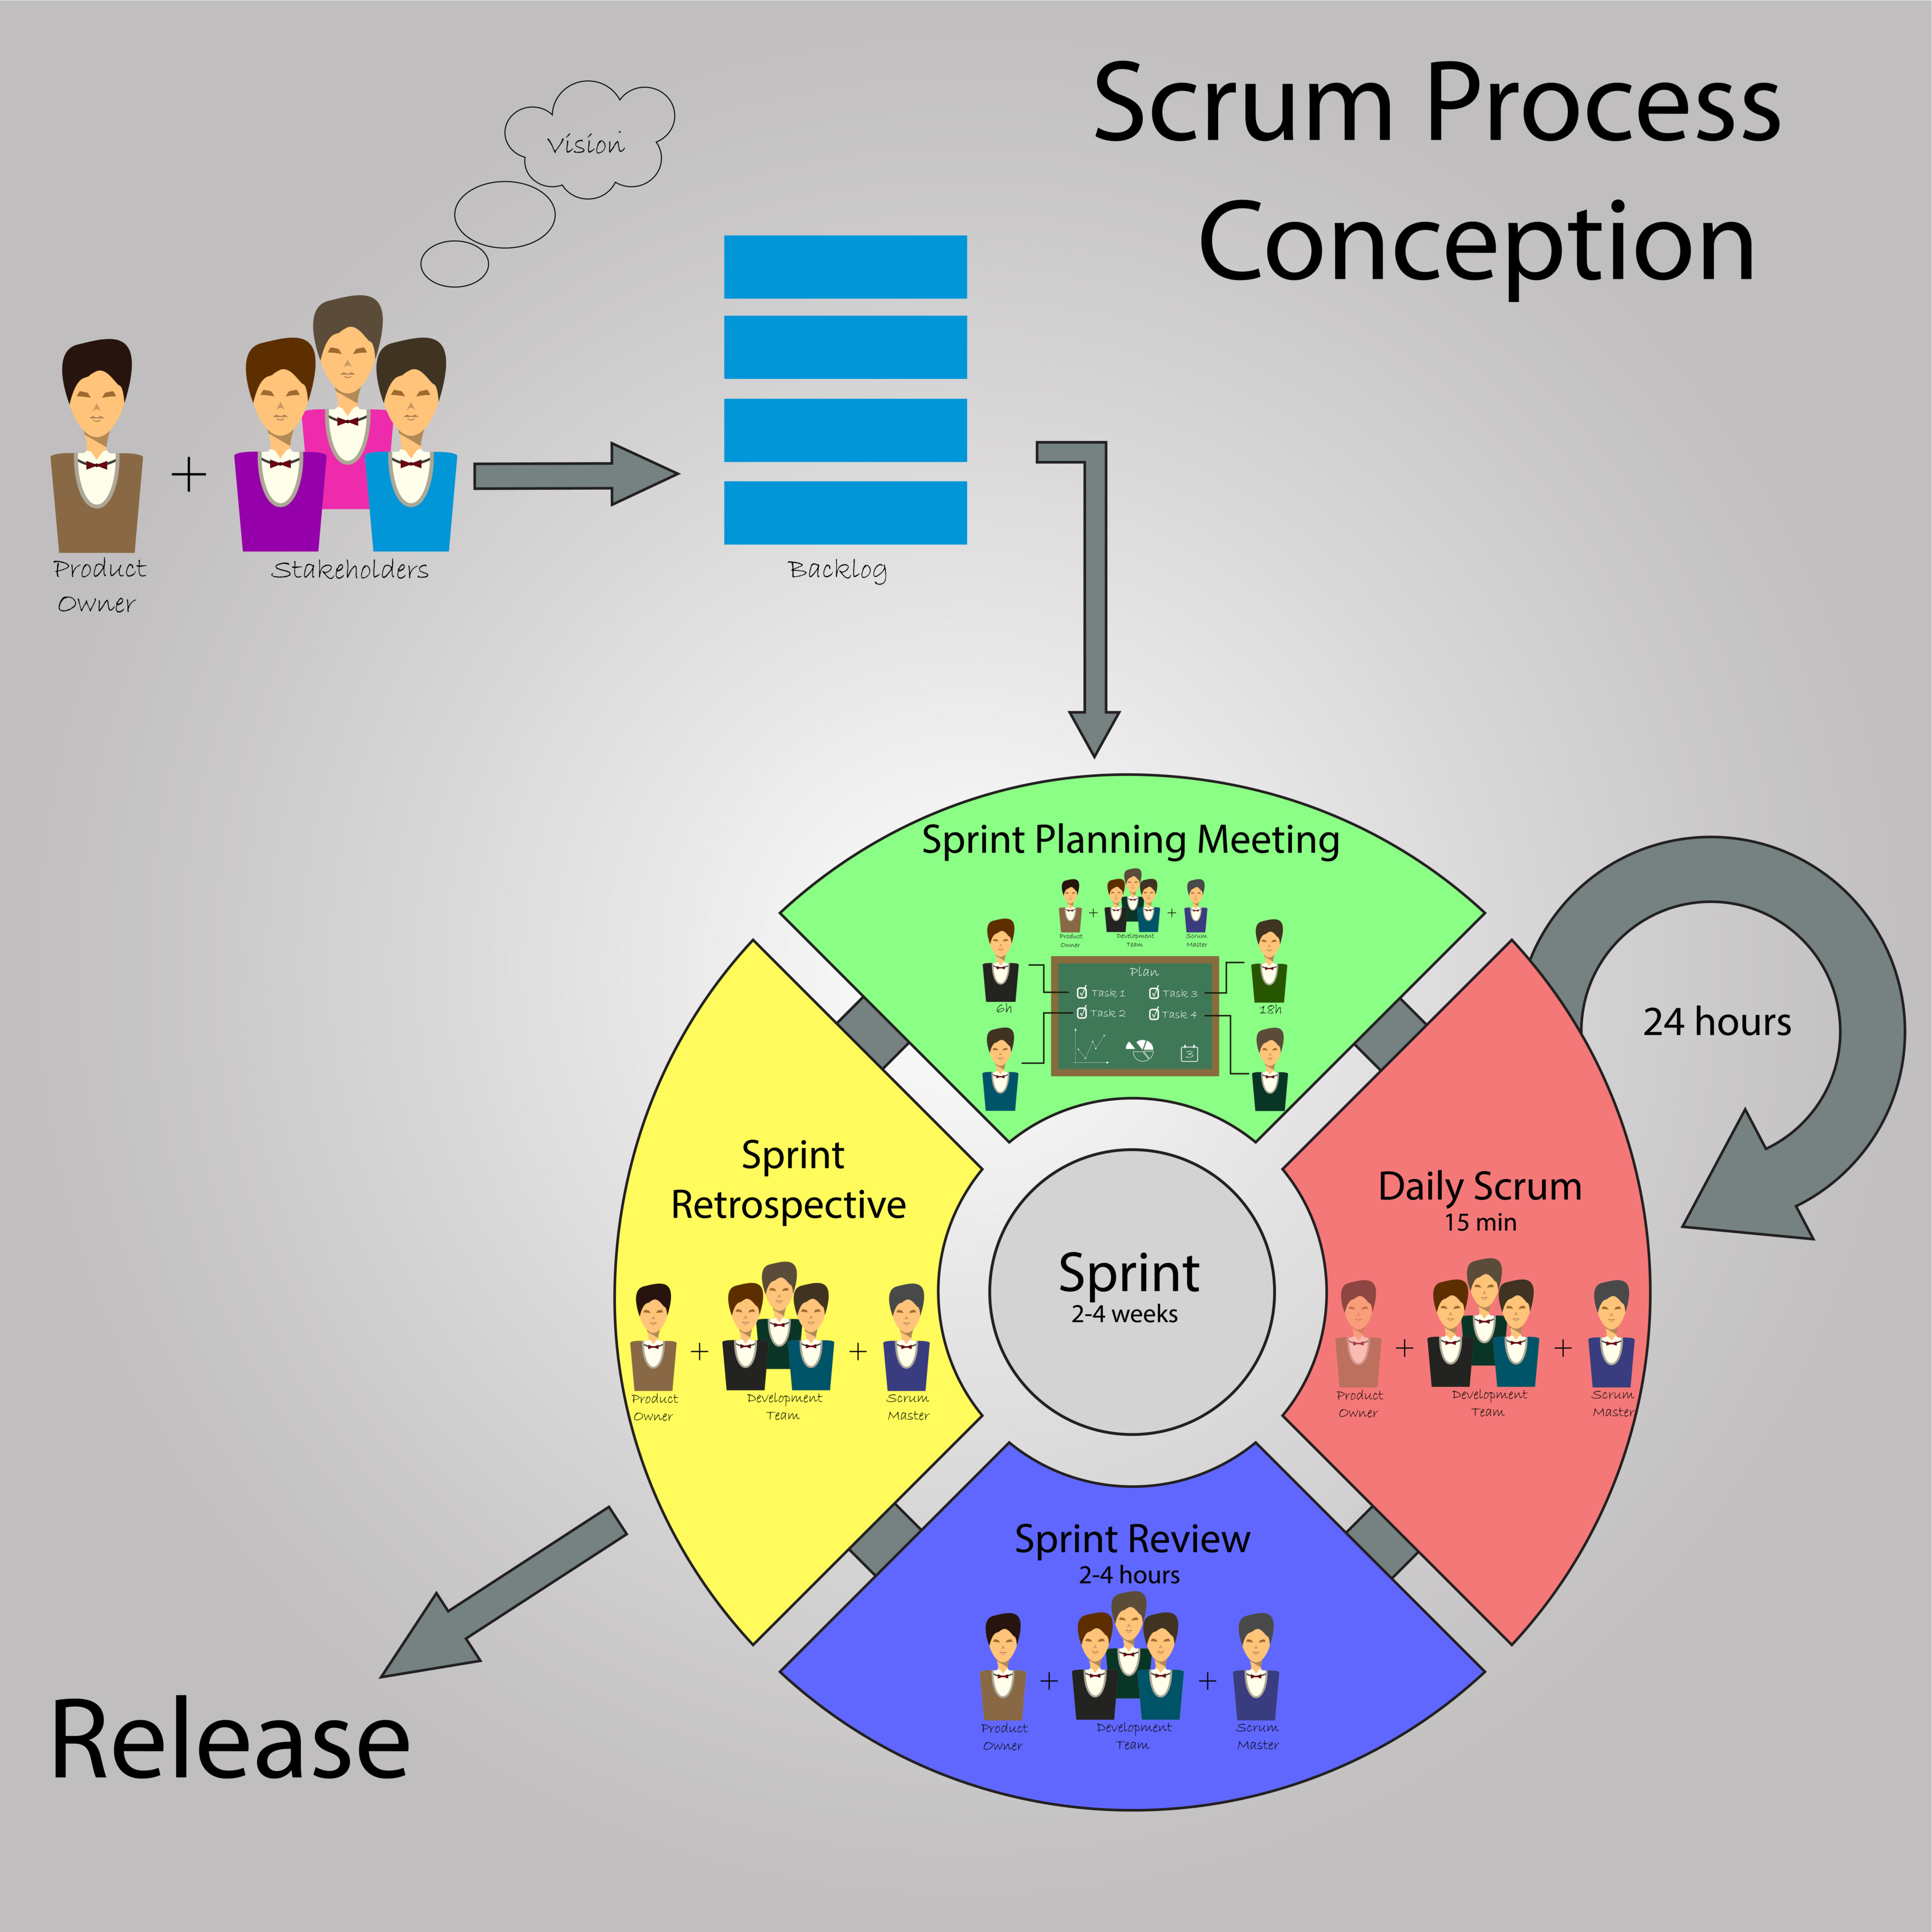 Scrum Process
Conception
Vision
Product
Owner
+
Stakeholders
Backlog
Sprint Planning Meeting
Product
Owner
+
Development
Team
+
Scrum
Master
6h
18h
Plan
Task 1
Task 3
Task 2
Task 4
3
24 hours
Sprint
Retrospective
Product
Owner
+
Development
Team
+
Scrum
Master
Sprint
2-4 weeks
Daily Scrum
15 min
Product
Owner
+
Development
Team
+
Scrum
Master
Sprint Review
2-4 hours
Product
Owner
+
Development
Team
+
Scrum
Master
Release